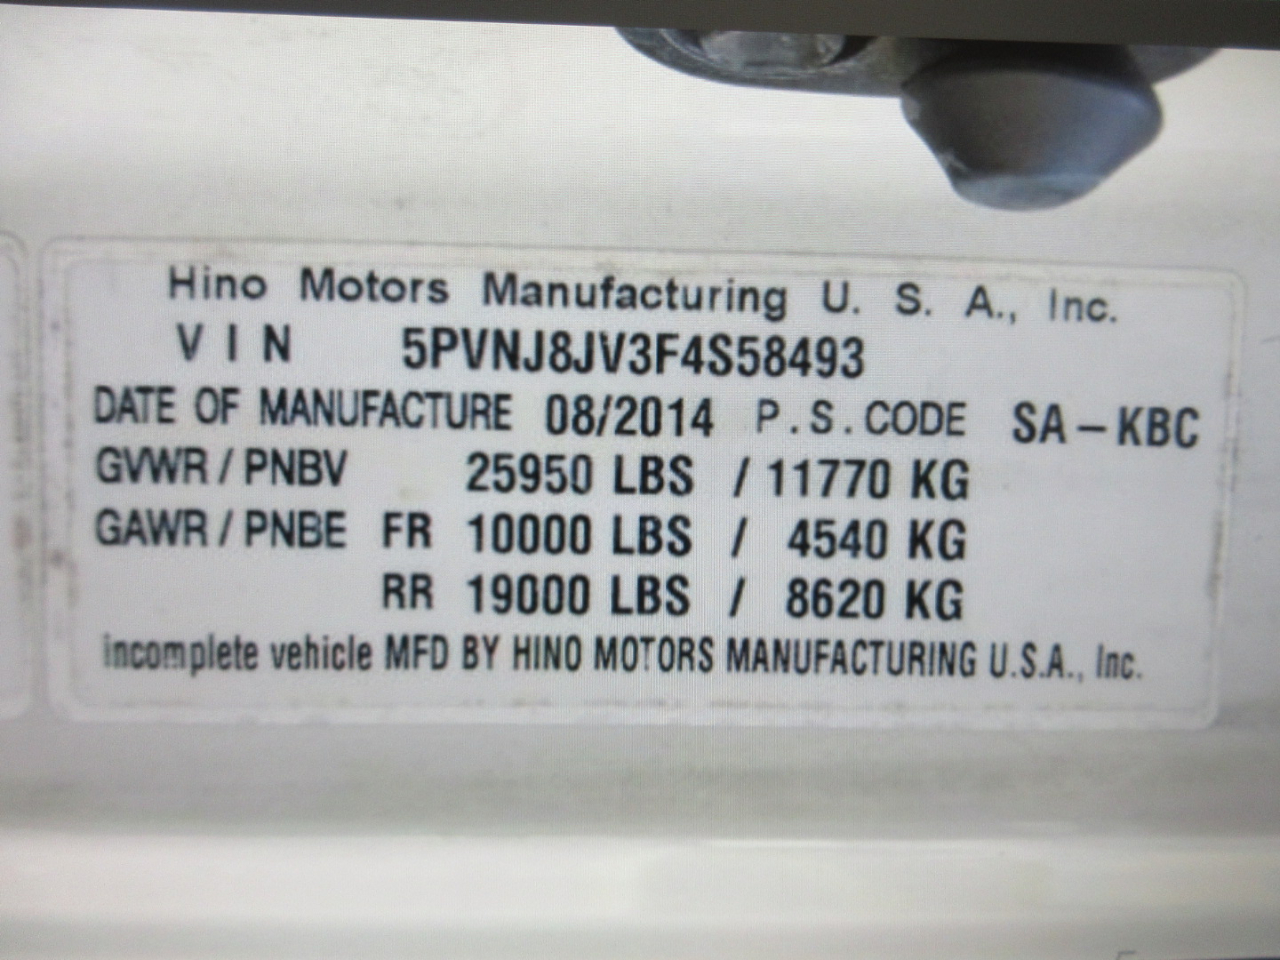 Hino Motors Manufacturing U. S. A., Inc.
VIN 5PVNJ8JV3F4S58493
DATE OF MANUFACTURE 08/2014 P.S.CODE SA-KBC
GVWR / PNBV 25950 LBS / 11770 KG
GAWR / PNBE FR 10000 LBS / 4540 KG
RR 19000 LBS / 8620 KG
incomplete vehicle MFD BY HINO MOTORS MANUFACTURING U.S.A., Inc.